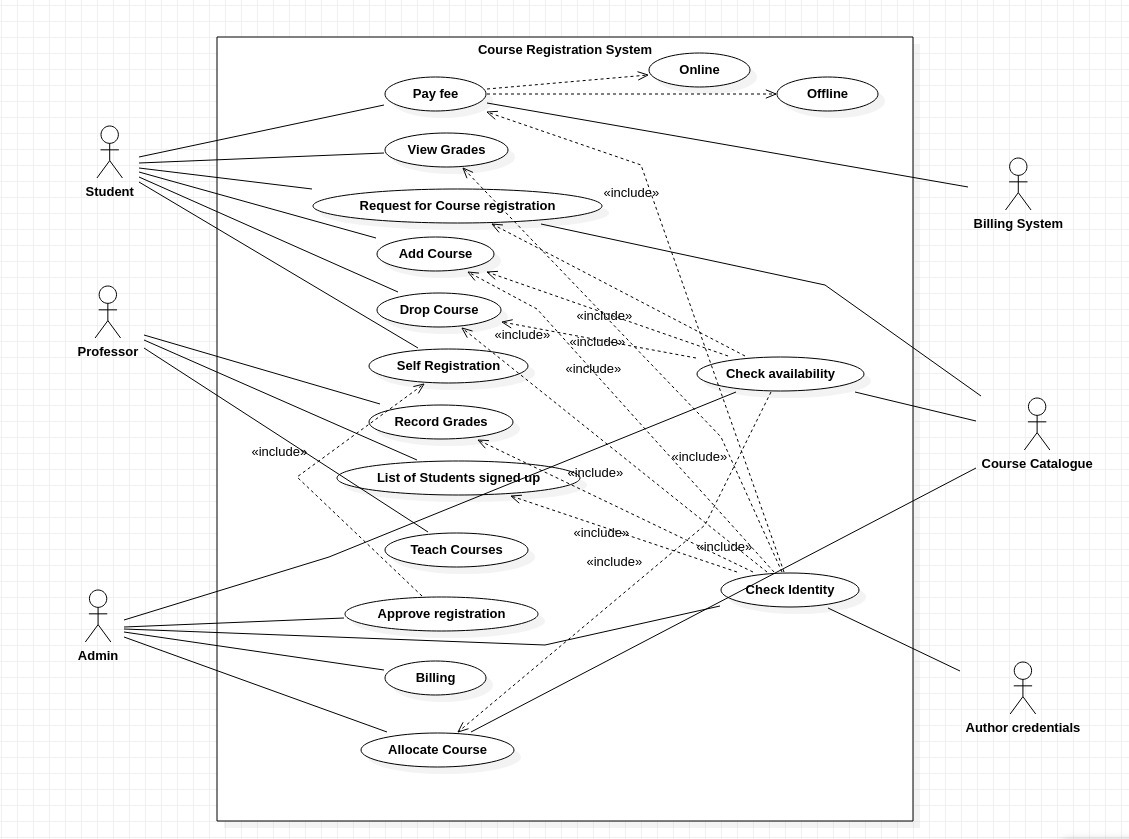 Course Registration System
Online
Pay fee
Offline
View Grades
Student
«include»
Request for Course registration
Billing System
Add Course
Drop Course
«include»
«include»
«include»
Professor
Self Registration
«include»
Check availability
Record Grades
«include»
«include»
Course Catalogue
«include»
List of Students signed up
«include»
Teach Courses
«include»
«include»
Check Identity
Approve registration
Admin
Billing
Author credentials
Allocate Course